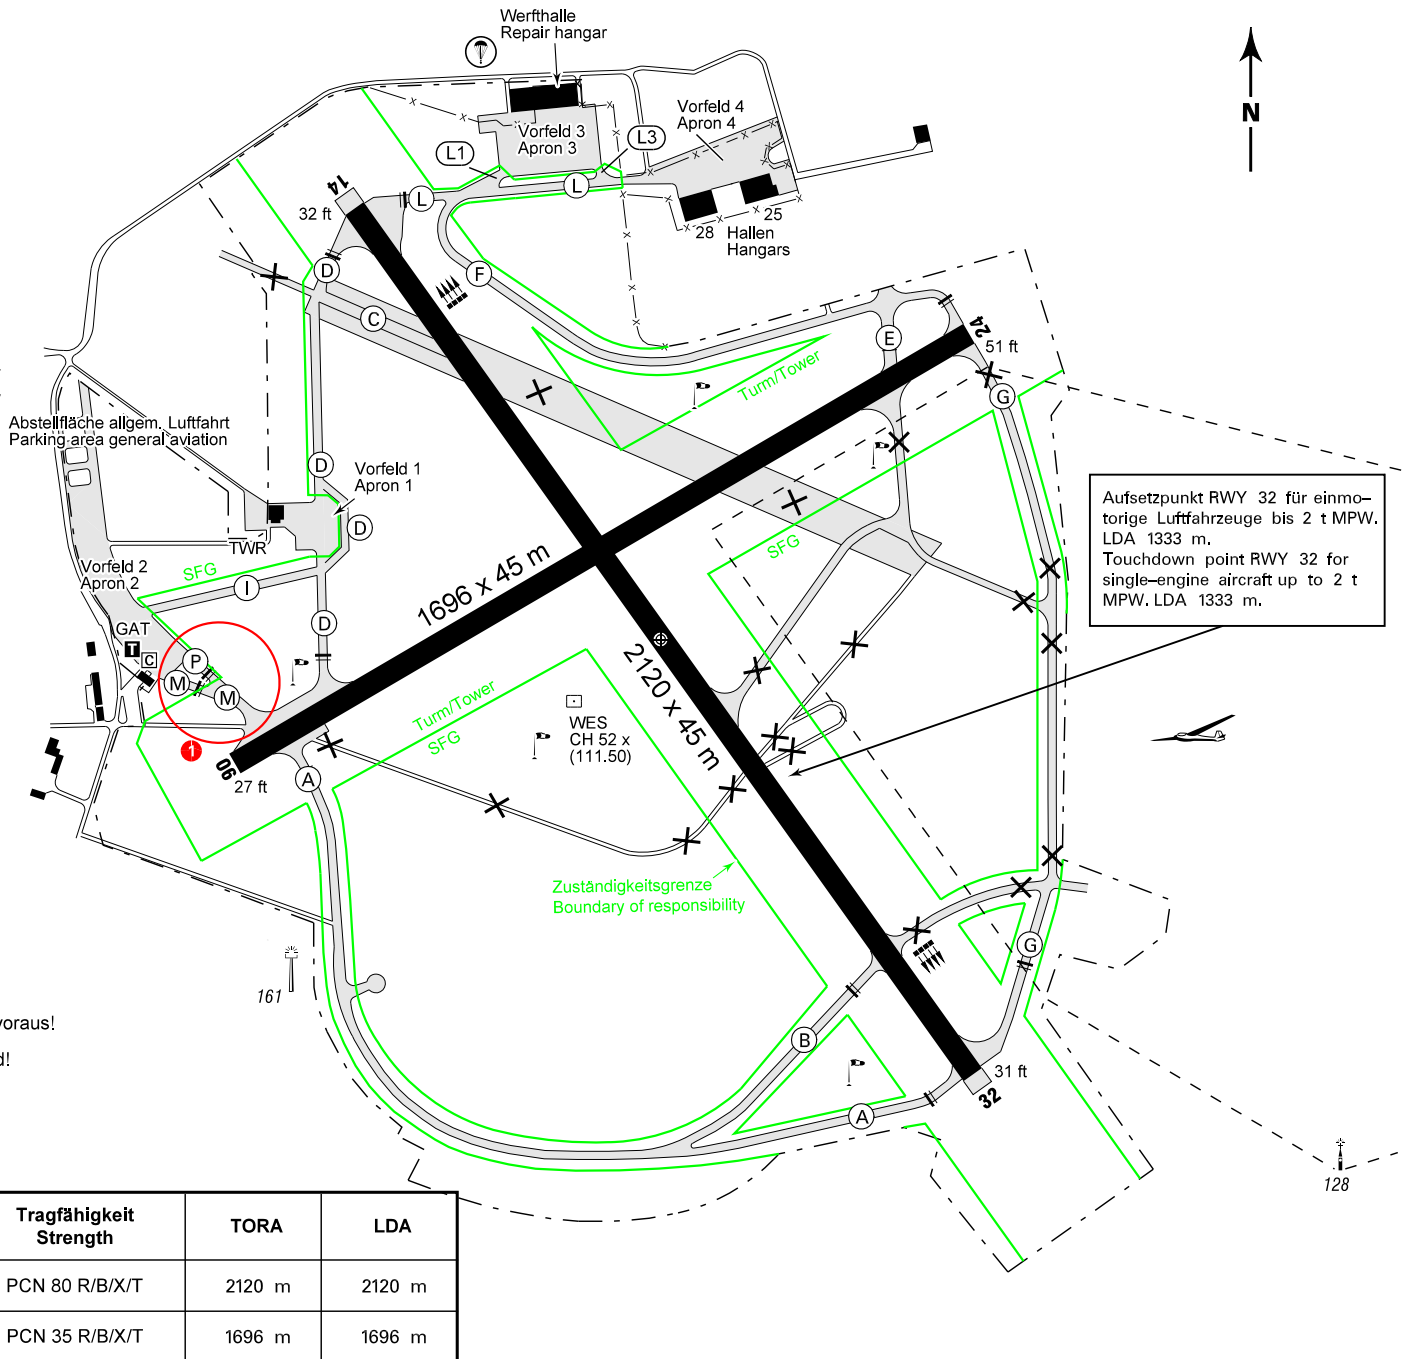 Werfthalle
Repair hangar
N
Vorfeld 3
Apron 3
Vorfeld 4
Apron 4
L1
L3
L
L
14
32 ft
28
25
Hallen
Hangars
D
F
C
E
24
51 ft
G
Turm/Tower
Abstellfläche allgem. Luftfahrt
Parking area general aviation
D
Vorfeld 1
Apron 1
D
TWR
SFG
Vorfeld 2
Apron 2
SFG
I
1696 x 45 m
Aufsetzpunkt RWY 32 für einmo–
torige Luftfahrzeuge bis 2 t MPW.
LDA 1333 m.
Touchdown point RWY 32 for
single–engine aircraft up to 2 t
MPW. LDA 1333 m.
D
GAT
T
C
P
M
M
2120 x 45 m
Turm/Tower
SFG
WES
CH 52 x
(111.50)
1
06
27 ft
A
Zuständigkeitsgrenze
Boundary of responsibility
G
161
voraus!
d!
B
31 ft
32
A
128
Tragfähigkeit
Strength
TORA
LDA
PCN 80 R/B/X/T
2120 m
2120 m
PCN 35 R/B/X/T
1696 m
1696 m